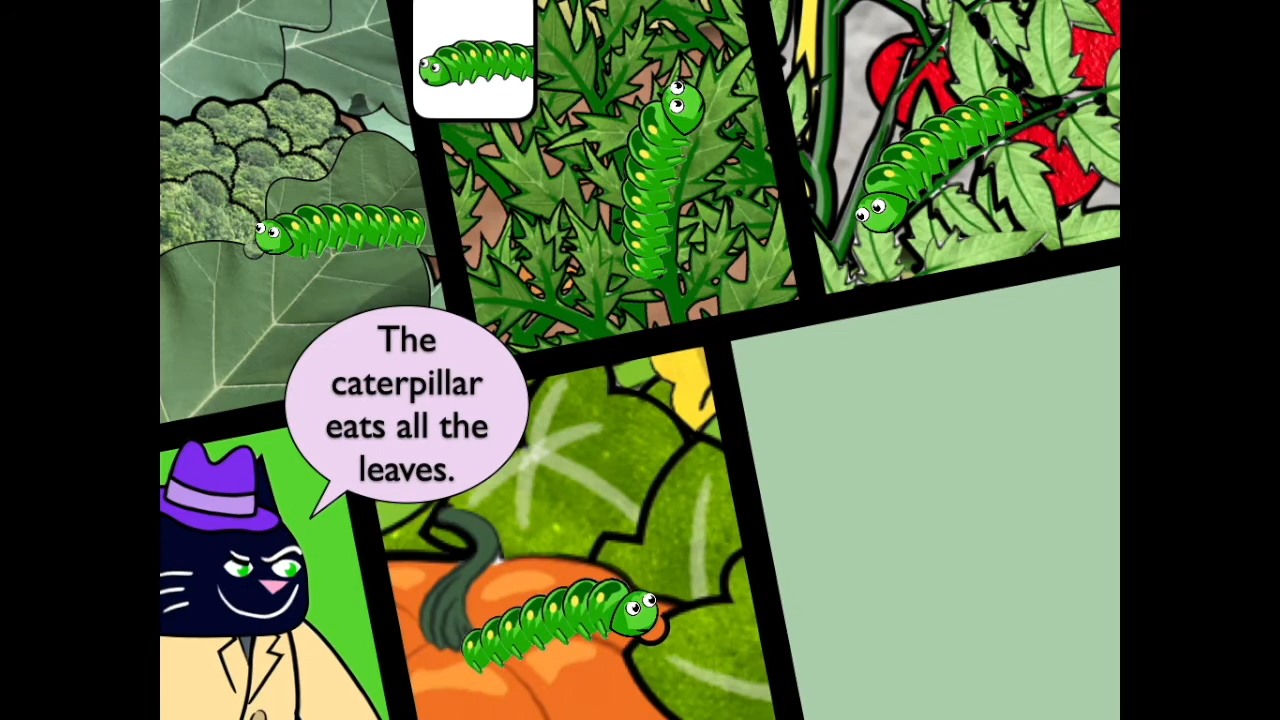 The
caterpillar
eats all the
leaves.